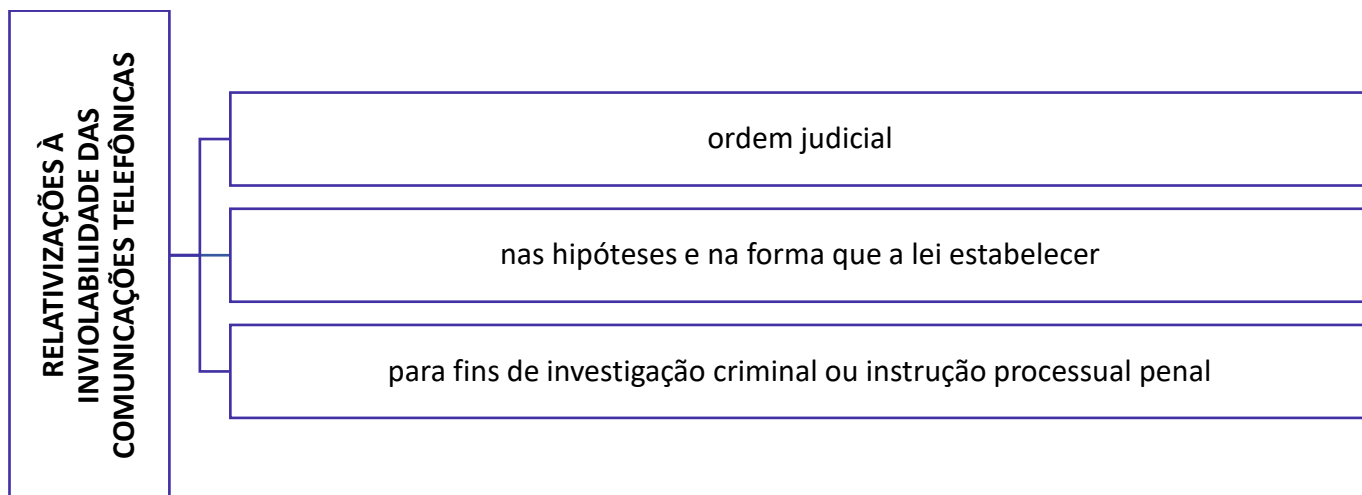 RELATIVIZAÇÕES À
INVIOLABILIDADE DAS
COMUNICAÇÕES TELEFÔNICAS
ordem judicial
nas hipóteses e na forma que a lei estabelecer
para fins de investigação criminal ou instrução processual penal